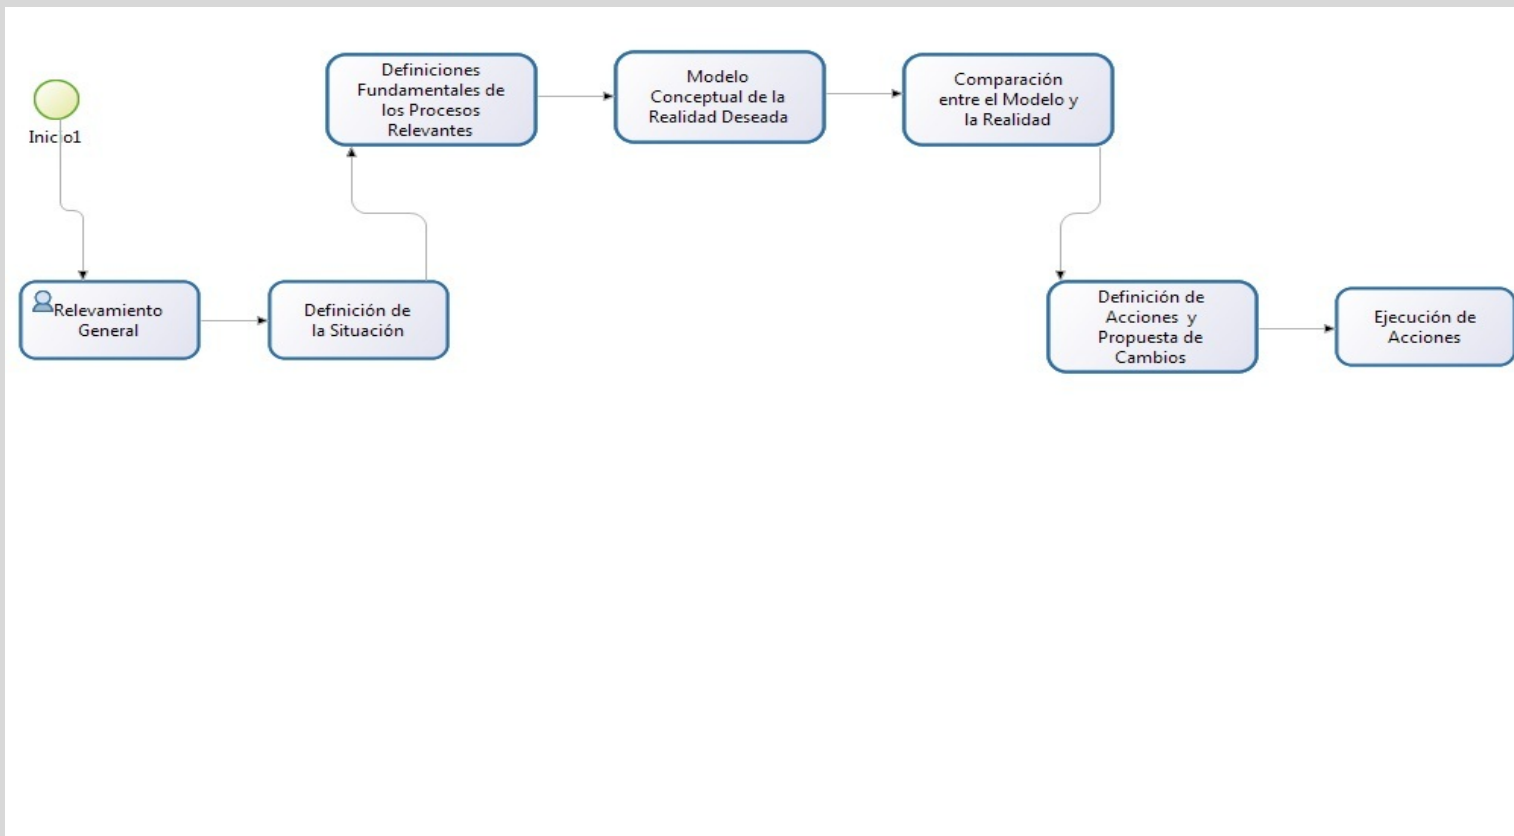 Inicio1
Relevamiento
General
Definición de
la Situación
Definiciones
Fundamentales de
los Procesos
Relevantes
Modelo
Conceptual de la
Realidad Deseada
Comparación
entre el Modelo y
la Realidad
Definición de
Acciones y
Propuesta de
Cambios
Ejecución de
Acciones